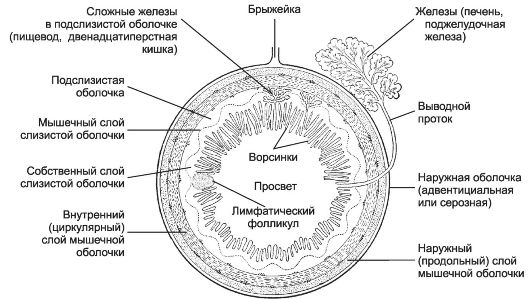 Сложные железы
в подслизистой оболочке
(пищевод, двенадцатиперстная
кишка)
Брыжейка
Железы (печень,
поджелудочная
железа)
Подслизистая
оболочка
Мышечный слой
слизистой оболочки
Собственный слой
слизистой оболочки
Внутренний
(циркулярный)
слой мышечной
оболочки
Ворсинки
Просвет
Лимфатический
фолликул
Выводной
проток
Наружная оболочка
(адвентициальная
или серозная)
Наружный
(продольный) слой
мышечной оболочки